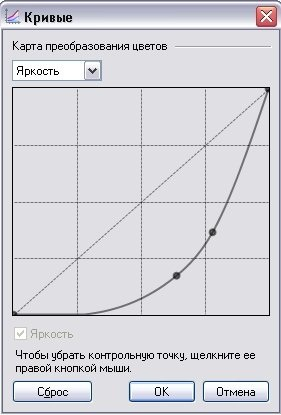 Кривые
Карта преобразования цветов
Яркость
Яркость
Чтобы убрать контрольную точку, щелкните ее
правой кнопкой мыши.
Сброс OK Отмена